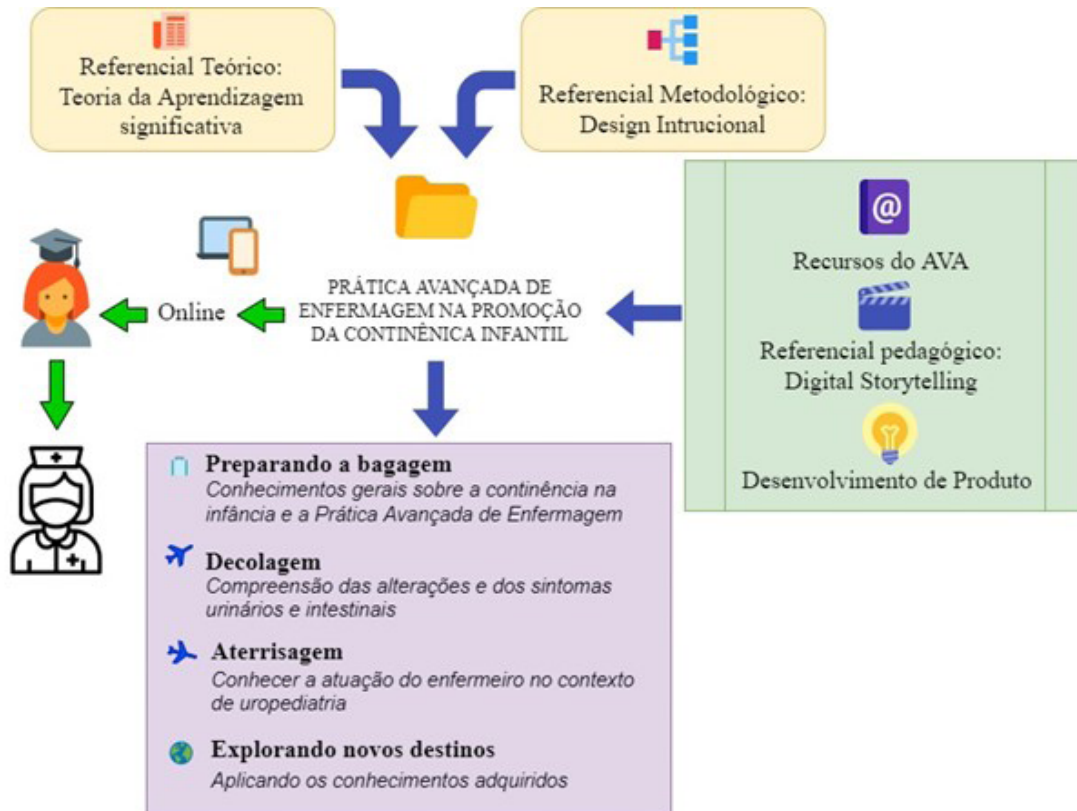 Referencial Teórico:
Teoria da Aprendizagem
significativa
Referencial Metodológico:
Design Intrucional
@
Recursos do AVA
Referencial pedagógico:
Digital Storytelling
Desenvolvimento de Produto
PRÁTICA AVANÇADA DE
ENFERMAGEM NA PROMOÇÃO
DA CONTINÊNICA INFANTIL
Online
Preparando a bagagem
Conhecimentos gerais sobre a continência na
infância e a Prática Avançada de Enfermagem
Decolagem
Compreensão das alterações e dos sintomas
urinários e intestinais
Aterrisagem
Conhecer a atuação do enfermeiro no contexto
de uropediatria
Explorando novos destinos
Aplicando os conhecimentos adquiridos